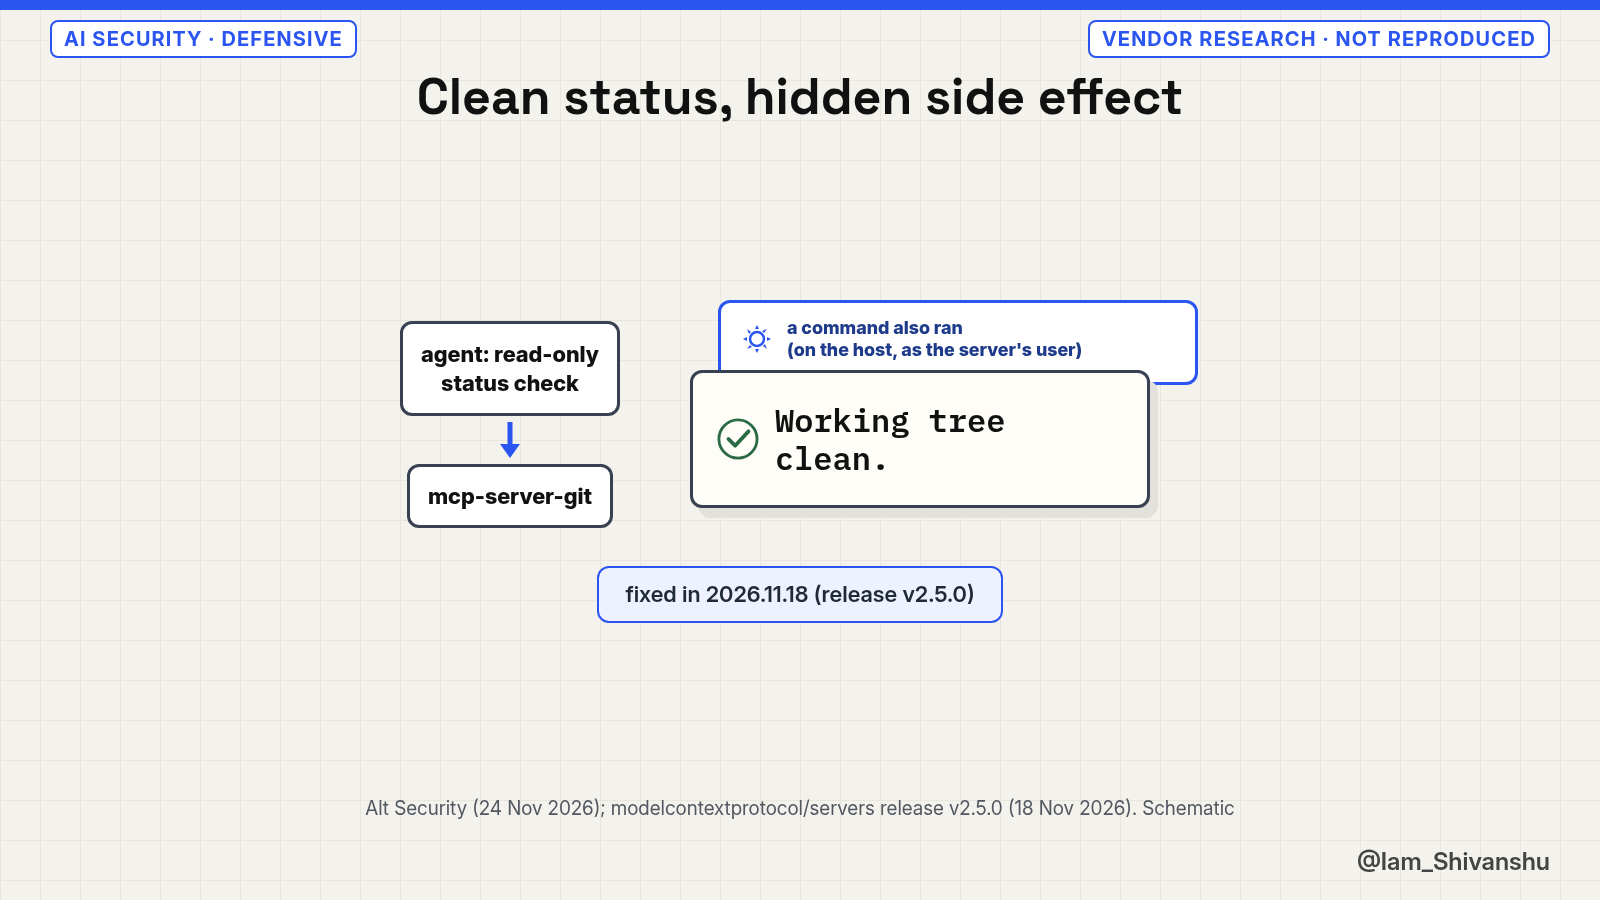 AI SECURITY · DEFENSIVE
VENDOR RESEARCH · NOT REPRODUCED
Clean status, hidden side effect
agent: read-only
status check
mcp-server-git
a command also ran
(on the host, as the server's user)
Working tree
clean.
fixed in 2026.11.18 (release v2.5.0)
Alt Security (24 Nov 2026); modelcontextprotocol/servers release v2.5.0 (18 Nov 2026). Schematic
@Iam_Shivanshu